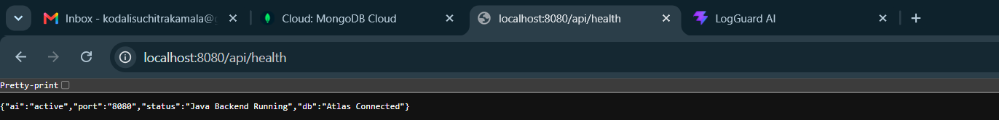 Inbox - kodalisuchitrakamala@
Cloud: MongoDB Cloud
localhost:8080/api/health
LogGuard AI
localhost:8080/api/health
Pretty-print
{"ai":"active","port":"8080","status":"Java Backend Running","db":"Atlas Connected"}